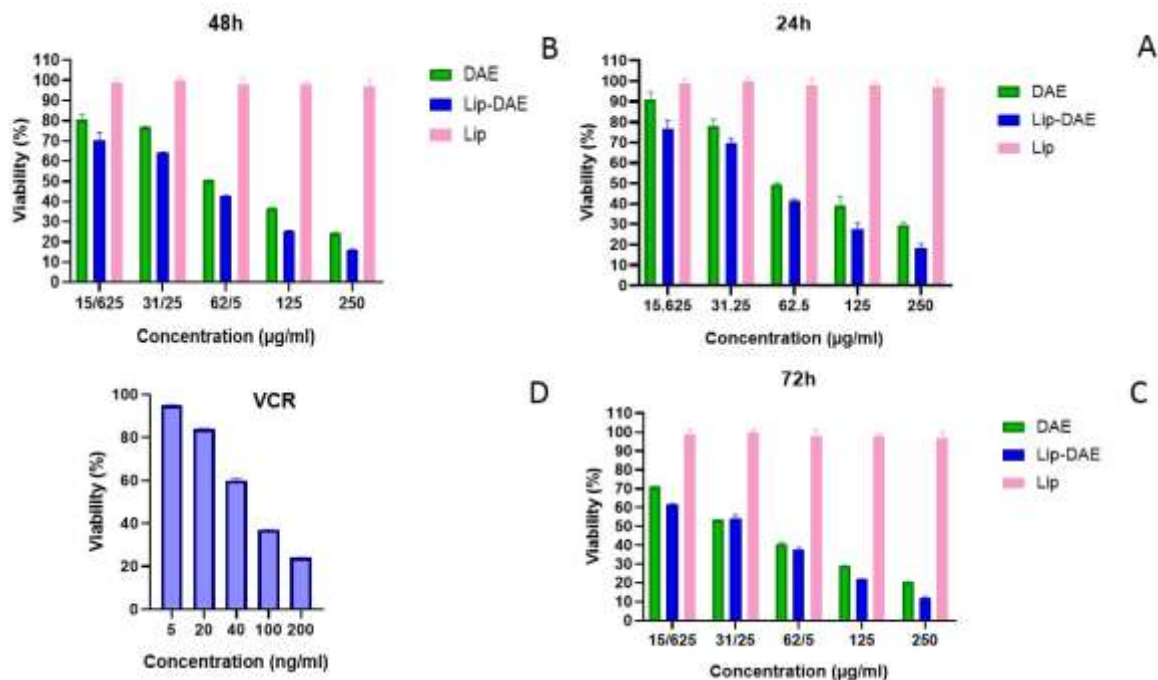 48h
B
110
100
90
80
70
60
50
40
30
20
10
0
Viability (%)
15/625 31/25 62/5 125 250
Concentration (µg/ml)
DAE
Lip-DAE
Lip
24h
A
110
100
90
80
70
60
50
40
30
20
10
0
Viability (%)
15.625 31.25 62.5 125 250
Concentration (µg/ml)
DAE
Lip-DAE
Lip
VCR
D
100
80
60
40
20
0
Viability (%)
5 20 40 100 200
Concentration (ng/ml)
72h
C
110
100
90
80
70
60
50
40
30
20
10
0
Viability (%)
15/625 31/25 62/5 125 250
Concentration (µg/ml)
DAE
Lip-DAE
Lip